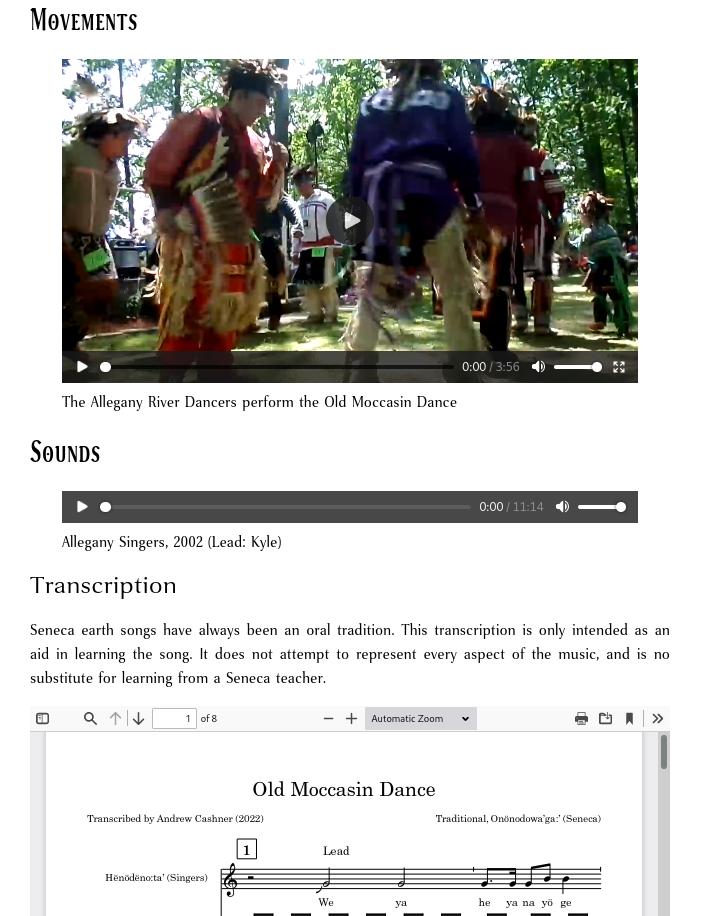 Movements
0:00 / 3:56
The Allegany River Dancers perform the Old Moccasin Dance
Sounds
0:00 / 11:14
Allegany Singers, 2002 (Lead: Kyle)
Transcription
Seneca earth songs have always been an oral tradition. This transcription is only intended as an
aid in learning the song. It does not attempt to represent every aspect of the music, and is no
substitute for learning from a Seneca teacher.
1 of 8 Automatic Zoom
Old Moccasin Dance
Transcribed by Andrew Cashner (2022) Traditional, Onöndowa'ga:' (Seneca)
1
Lead
Hënödëno:ta' (Singers)
We ya he ya na yö ge